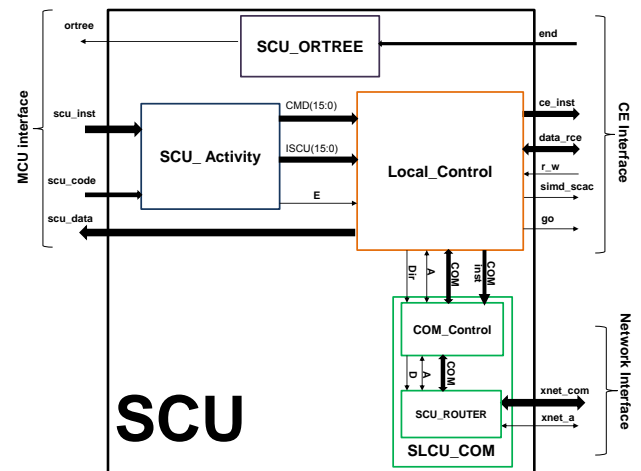 ortree
SCU_ORTREE
end
MCU interface
CE Interface
scu_inst
CMD(15:0)
ce_inst
SCU_ Activity
ISCU(15:0)
Local_Control
data_rce
r_w
scu_code
E
simd_scac
scu_data
go
Dir
A
COM
COM
inst
COM_Control
Network Interface
D
A
COM
SCU_ROUTER
xnet_com
xnet_a
SCU
SLCU_COM